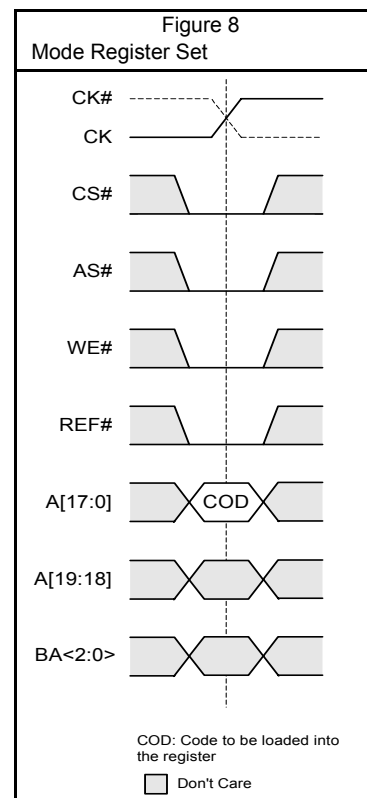 Figure 8
Mode Register Set
CK#
CK
CS#
AS#
WE#
REF#
A[17:0]
COD
A[19:18]
BA<2:0>
COD: Code to be loaded into
the register
Don't Care